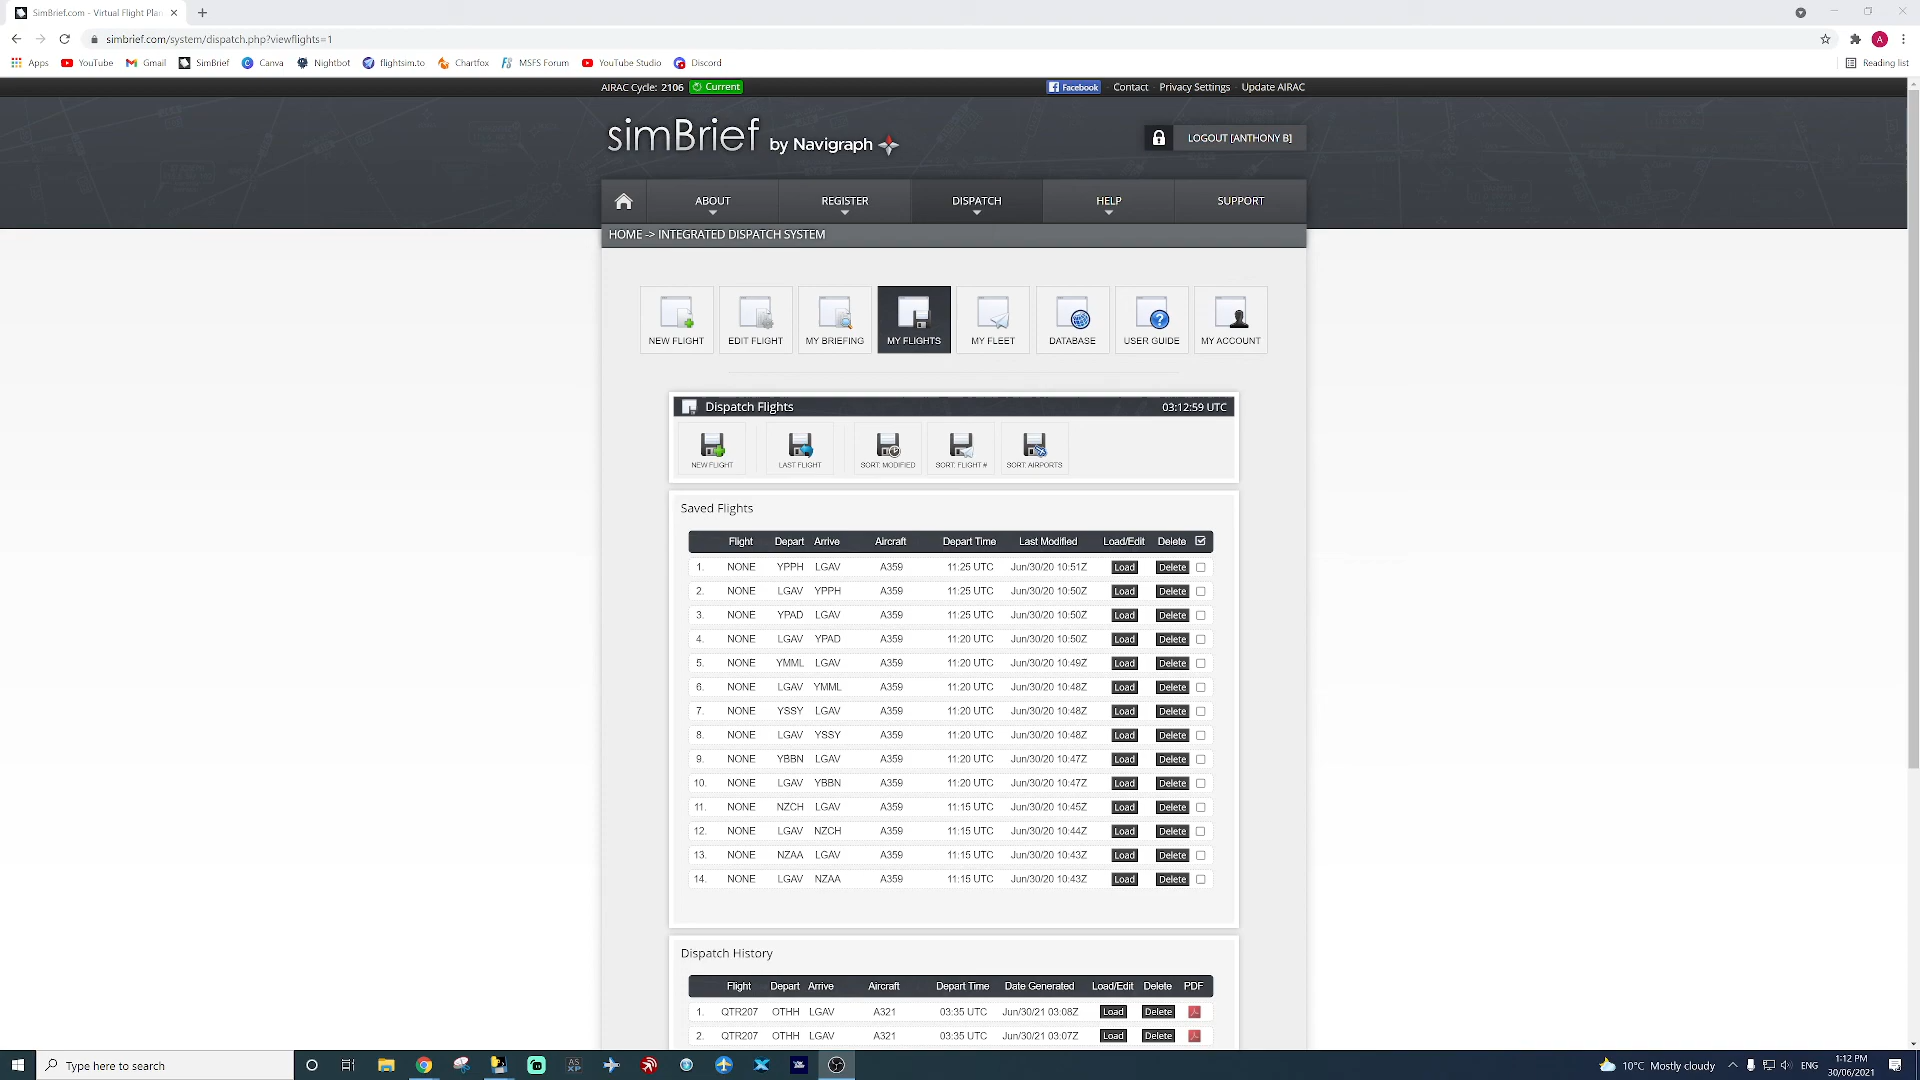 SimBrief.com - Virtual Flight Plan
simbrief.com/system/dispatch.php?viewflights=1
Apps YouTube Gmail SimBrief Canva Nightbot flightsim.to Chartfox MSFS Forum YouTube Studio Discord Reading list
AIRAC Cycle: 2106 Current Facebook Contact Privacy Settings Update AIRAC
simBrief by Navigraph
LOGOUT [ANTHONY B]
ABOUT REGISTER DISPATCH HELP SUPPORT
HOME -> INTEGRATED DISPATCH SYSTEM
NEW FLIGHT EDIT FLIGHT MY BRIEFING MY FLIGHTS MY FLEET DATABASE USER GUIDE MY ACCOUNT
Dispatch Flights 03:12:59 UTC
NEW FLIGHT LAST FLIGHT SORT: MODIFIED SORT: FLIGHT # SORT: AIRPORTS
Saved Flights
Flight Depart Arrive Aircraft Depart Time Last Modified Load/Edit Delete
1. NONE YPPH LGAV A359 11:25 UTC Jun/30/20 10:51Z Load Delete
2. NONE LGAV YPPH A359 11:25 UTC Jun/30/20 10:50Z Load Delete
3. NONE YPAD LGAV A359 11:25 UTC Jun/30/20 10:50Z Load Delete
4. NONE LGAV YPAD A359 11:20 UTC Jun/30/20 10:50Z Load Delete
5. NONE YMML LGAV A359 11:20 UTC Jun/30/20 10:49Z Load Delete
6. NONE LGAV YMML A359 11:20 UTC Jun/30/20 10:48Z Load Delete
7. NONE YSSY LGAV A359 11:20 UTC Jun/30/20 10:48Z Load Delete
8. NONE LGAV YSSY A359 11:20 UTC Jun/30/20 10:48Z Load Delete
9. NONE YBBN LGAV A359 11:20 UTC Jun/30/20 10:47Z Load Delete
10. NONE LGAV YBBN A359 11:20 UTC Jun/30/20 10:47Z Load Delete
11. NONE NZCH LGAV A359 11:15 UTC Jun/30/20 10:45Z Load Delete
12. NONE LGAV NZCH A359 11:15 UTC Jun/30/20 10:44Z Load Delete
13. NONE NZAA LGAV A359 11:15 UTC Jun/30/20 10:43Z Load Delete
14. NONE LGAV NZAA A359 11:15 UTC Jun/30/20 10:43Z Load Delete
Dispatch History
Flight Depart Arrive Aircraft Depart Time Date Generated Load/Edit Delete PDF
1. QTR207 OTHH LGAV A321 03:35 UTC Jun/30/21 03:08Z Load Delete
2. QTR207 OTHH LGAV A321 03:35 UTC Jun/30/21 03:07Z Load Delete
Type here to search
AS XP
10°C Mostly cloudy ENG
1:12 PM
30/06/2021